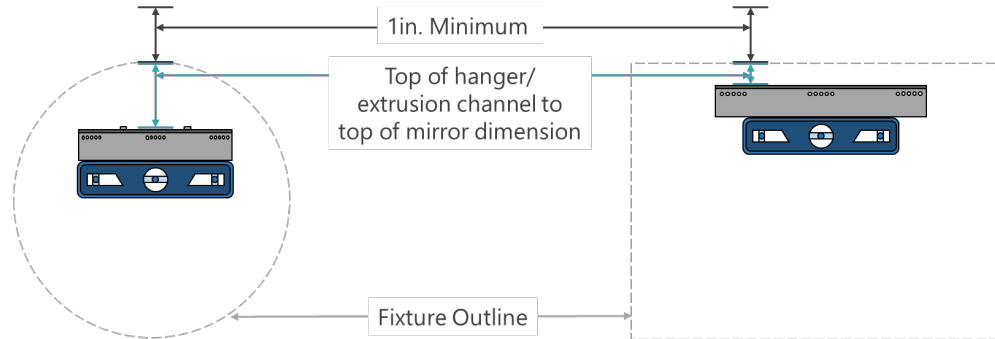 1in. Minimum
Top of hanger/
extrusion channel to
top of mirror dimension
Fixture Outline